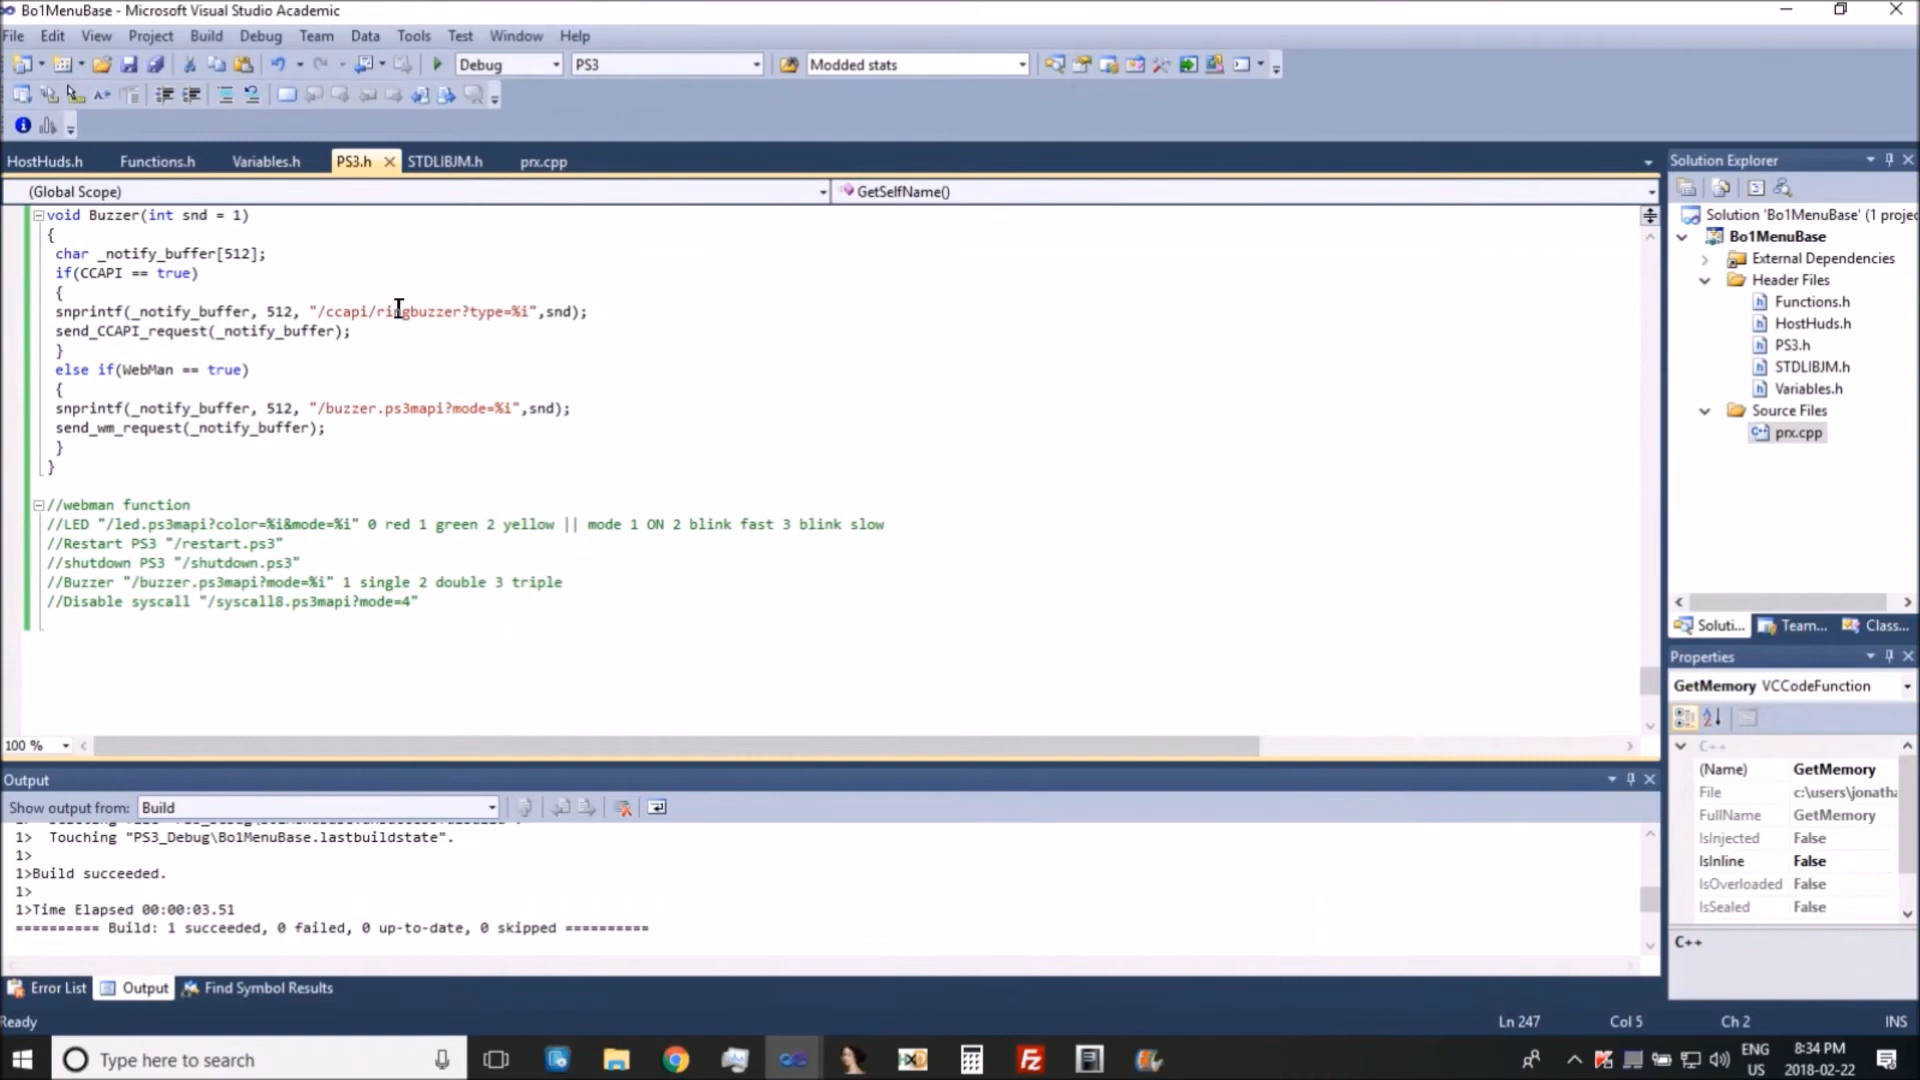 Bo1MenuBase - Microsoft Visual Studio Academic
File Edit View Project Build Debug Team Data Tools Test Window Help
Debug PS3 Modded stats
HostHuds.h Functions.h Variables.h PS3.h STDLIBJM.h prx.cpp
(Global Scope) GetSelfName()
void Buzzer(int snd = 1)
{
char _notify_buffer[512];
if(CCAPI == true)
{
snprintf(_notify_buffer, 512, "/ccapi/ringbuzzer?type=%i",snd);
send_CCAPI_request(_notify_buffer);
}
else if(WebMan == true)
{
snprintf(_notify_buffer, 512, "/buzzer.ps3mapi?mode=%i",snd);
send_wm_request(_notify_buffer);
}
}
//webman function
//LED "/led.ps3mapi?color=%i&mode=%i" 0 red 1 green 2 yellow || mode 1 ON 2 blink fast 3 blink slow
//Restart PS3 "/restart.ps3"
//shutdown PS3 "/shutdown.ps3"
//Buzzer "/buzzer.ps3mapi?mode=%i" 1 single 2 double 3 triple
//Disable syscall "/syscall8.ps3mapi?mode=4"
100 %
Solution Explorer
Solution 'Bo1MenuBase' (1 projec
Bo1MenuBase
External Dependencies
Header Files
Functions.h
HostHuds.h
PS3.h
STDLIBJM.h
Variables.h
Source Files
prx.cpp
Soluti... Team... Class...
Properties
GetMemory VCCodeFunction
C++
(Name) GetMemory
File c:\users\jonatha
FullName GetMemory
IsInjected False
IsInline False
IsOverloaded False
IsSealed False
C++
Output
Show output from: Build
1> Touching "PS3_Debug\Bo1MenuBase.lastbuildstate".
1>
1>Build succeeded.
1>
1>Time Elapsed 00:00:03.51
========== Build: 1 succeeded, 0 failed, 0 up-to-date, 0 skipped ==========
Error List Output Find Symbol Results
Ready Ln 247 Col 5 Ch 2 INS
Type here to search
ENG
US
8:34 PM
2018-02-22